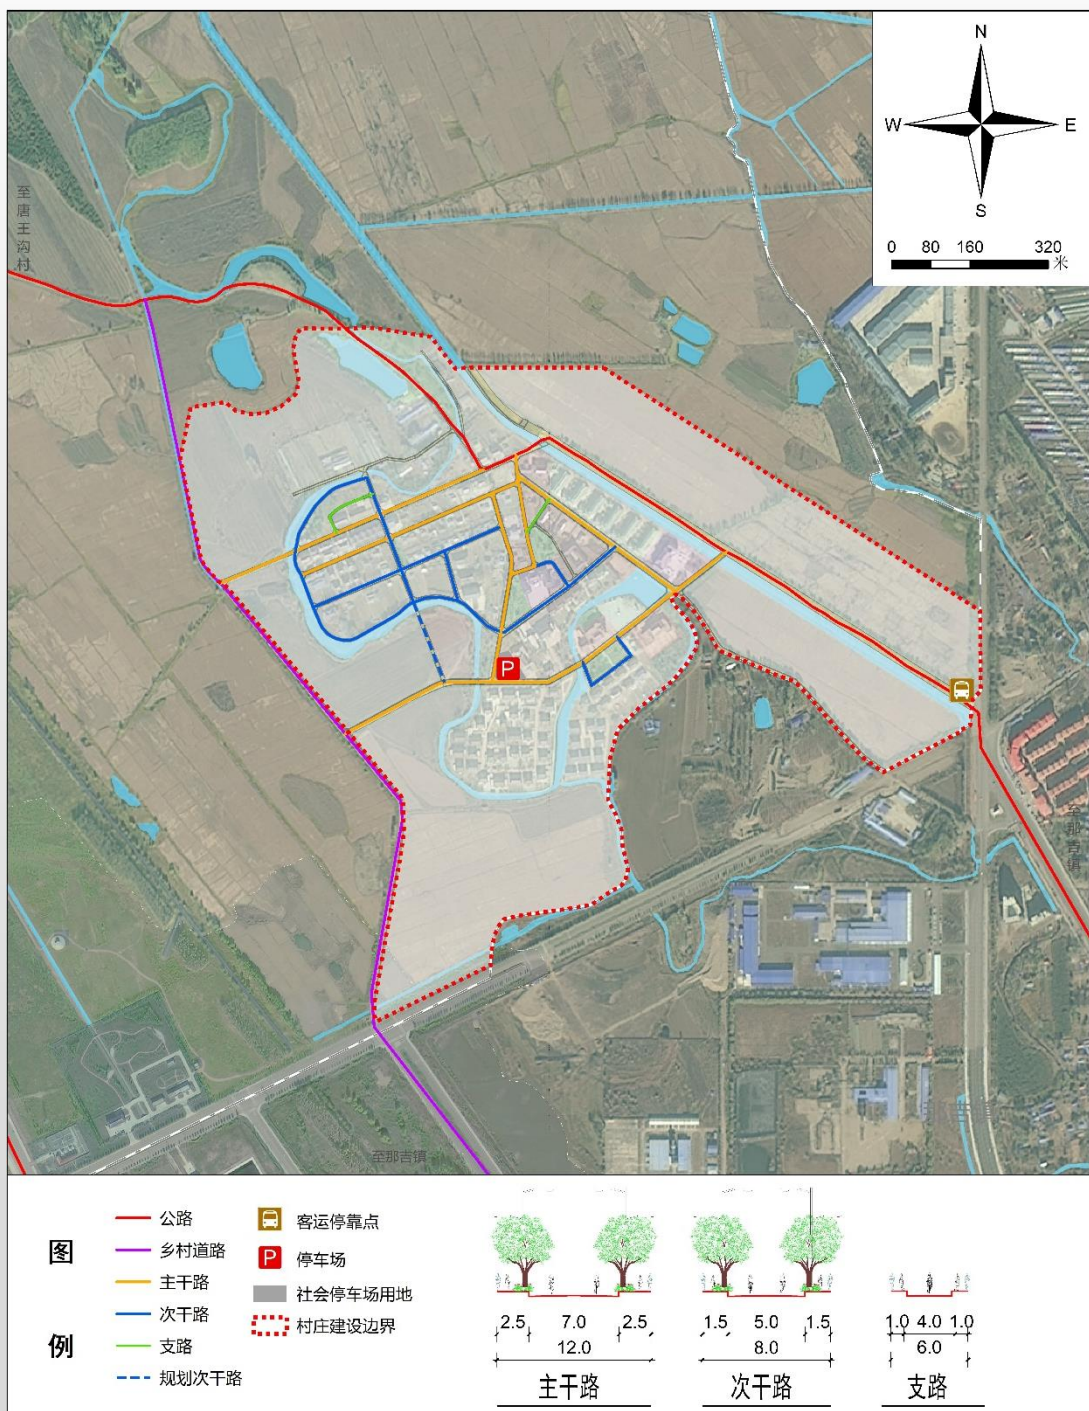 N
W
E
S
0 80 160 320
米
至唐王沟村
P
至那吉镇
至那吉镇
图例
公路
乡村道路
主干路
次干路
支路
规划次干路
客运停靠点
P 停车场
社会停车场用地
村庄建设边界
2.5 7.0 2.5
12.0
主干路
1.5 5.0 1.5
8.0
次干路
1.0 4.0 1.0
6.0
支路